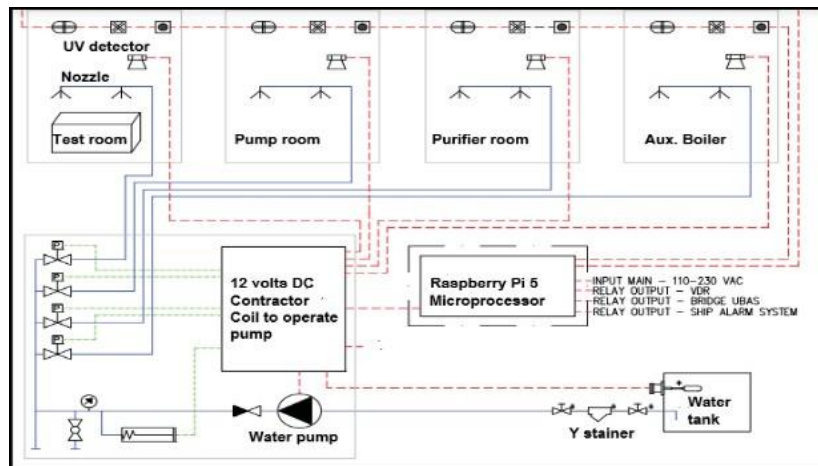 UV detector
Nozzle
Test room
Pump room
Purifier room
Aux. Boiler
P
P
P
P
12 volts DC
Contractor
Coil to operate
pump
Raspberry Pi 5
Microprocessor
INPUT MAIN - 110-230 VAC
RELAY OUTPUT - VDR
RELAY OUTPUT - BRIDGE UBAS
RELAY OUTPUT - SHIP ALARM SYSTEM
Water pump
Y stainer
Water
tank